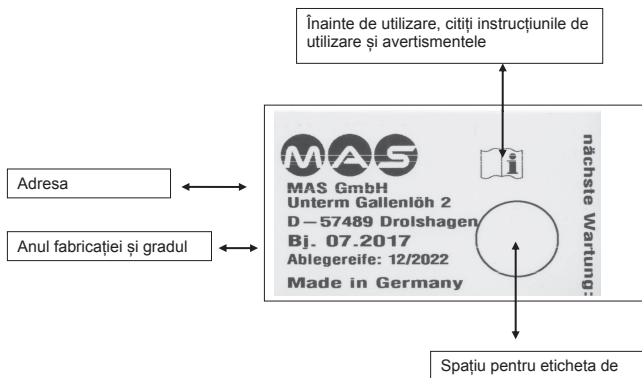 Înainte de utilizare, citiți instrucțiunile de
utilizare și avertismentele
Adresa
Anul fabricației și gradul
MAS
MAS GmbH
Unterm Gallenlöh 2
D–57489 Drolshagen
Bj. 07.2017
Ablegereife: 12/2022
Made in Germany
i
nächste Wartung:
Spațiu pentru eticheta de